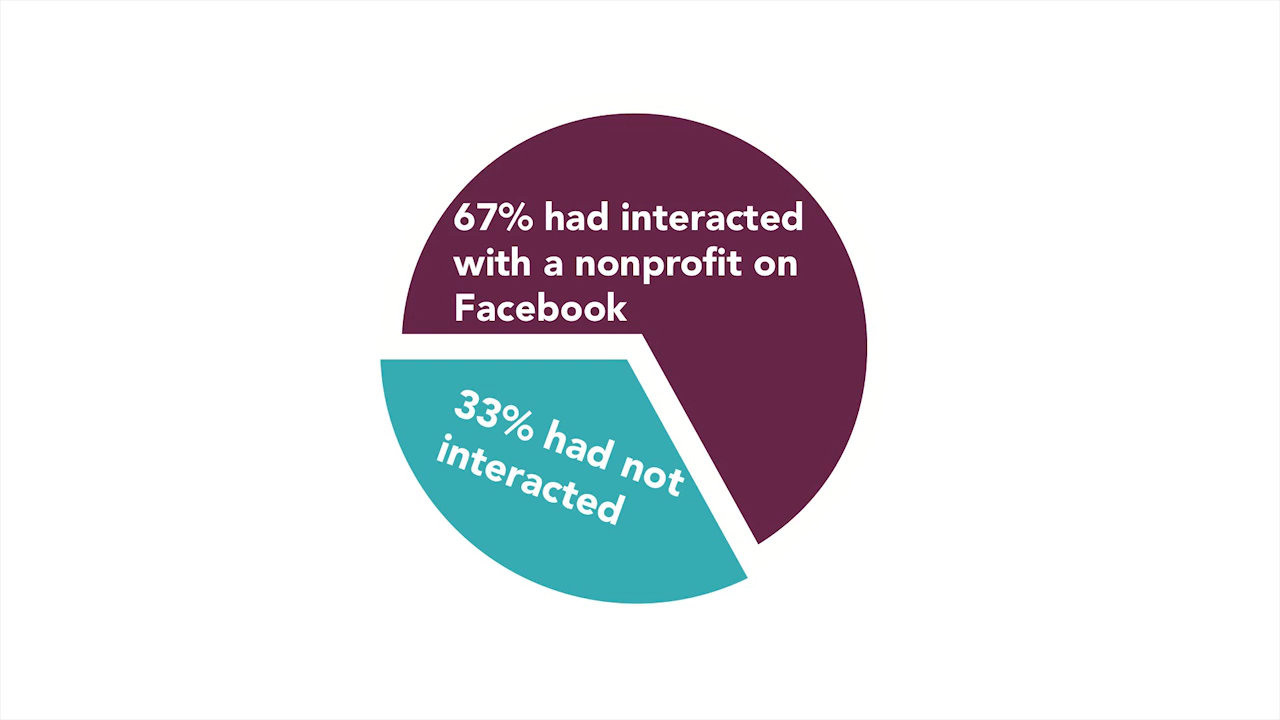 67% had interacted
with a nonprofit on
Facebook
33% had not
interacted